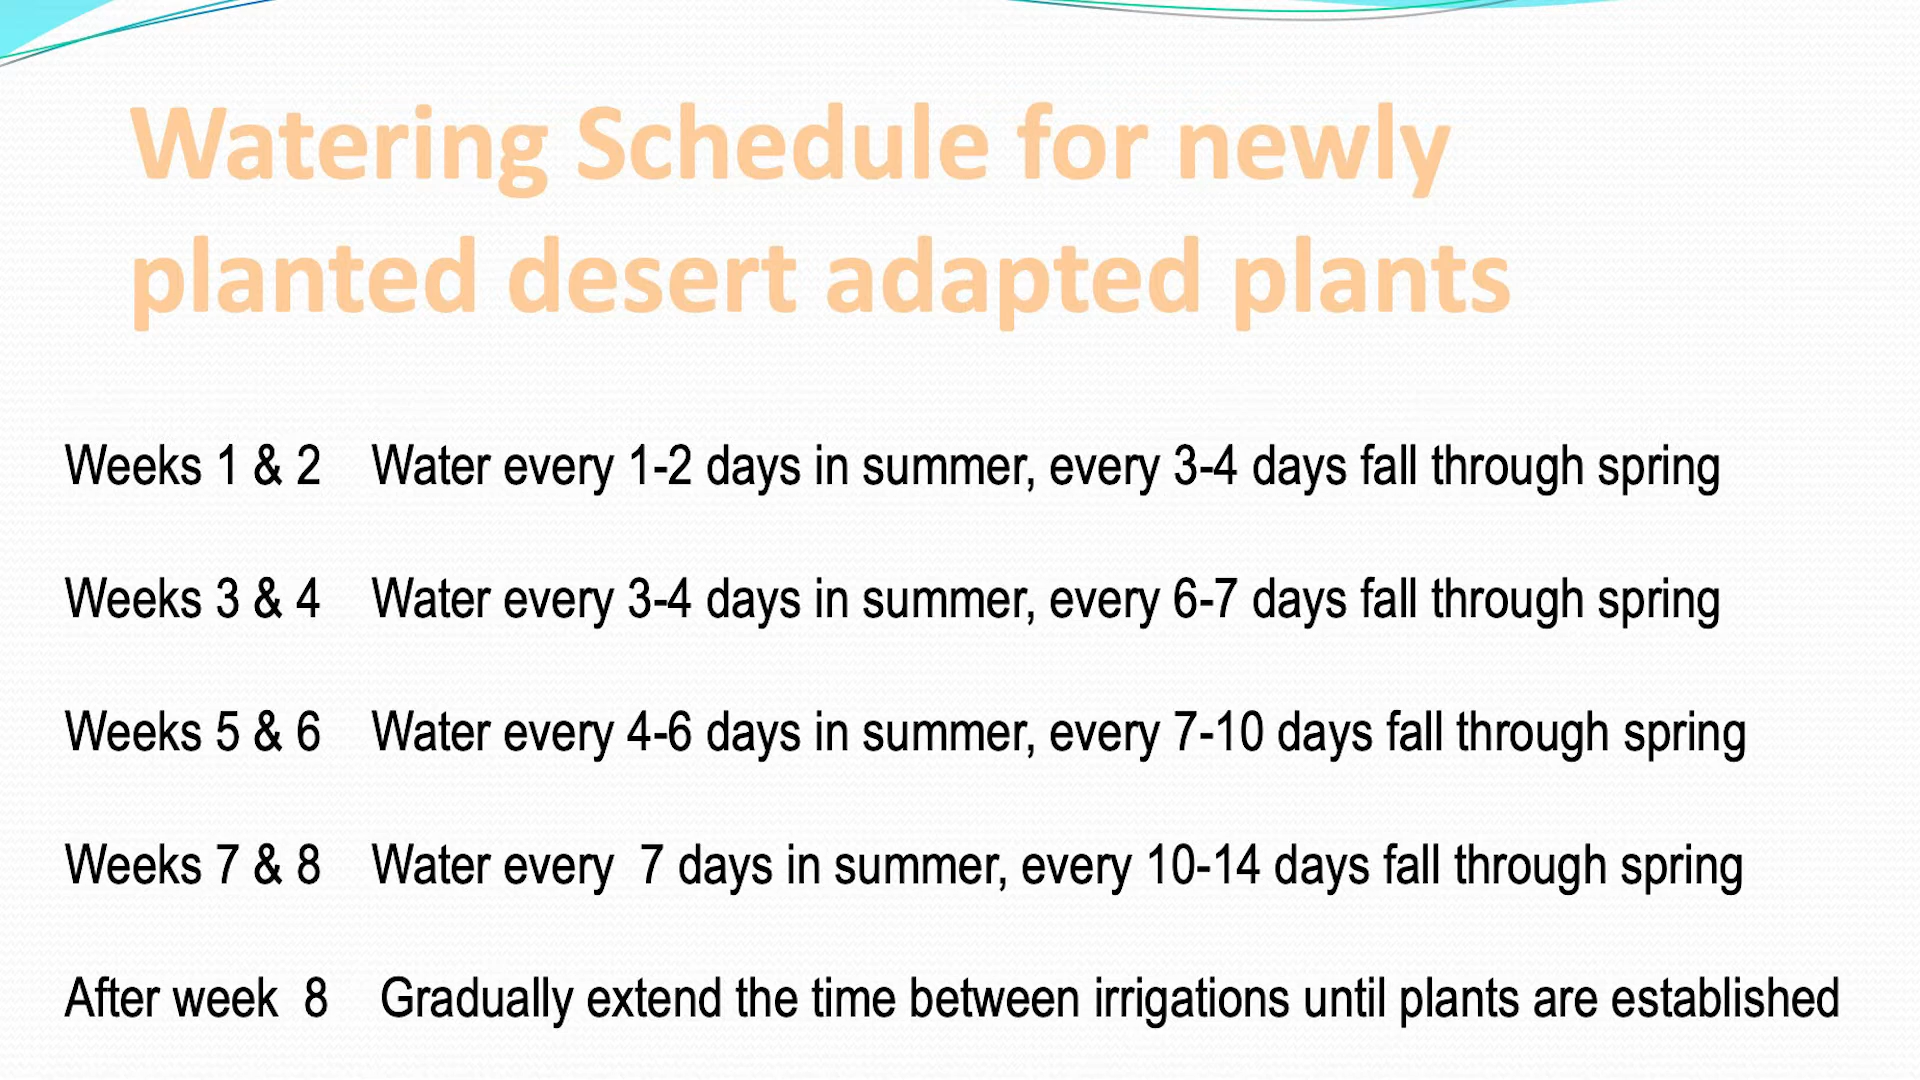 Watering Schedule for newly
planted desert adapted plants
Weeks 1 & 2 Water every 1-2 days in summer, every 3-4 days fall through spring
Weeks 3 & 4 Water every 3-4 days in summer, every 6-7 days fall through spring
Weeks 5 & 6 Water every 4-6 days in summer, every 7-10 days fall through spring
Weeks 7 & 8 Water every 7 days in summer, every 10-14 days fall through spring
After week 8 Gradually extend the time between irrigations until plants are established